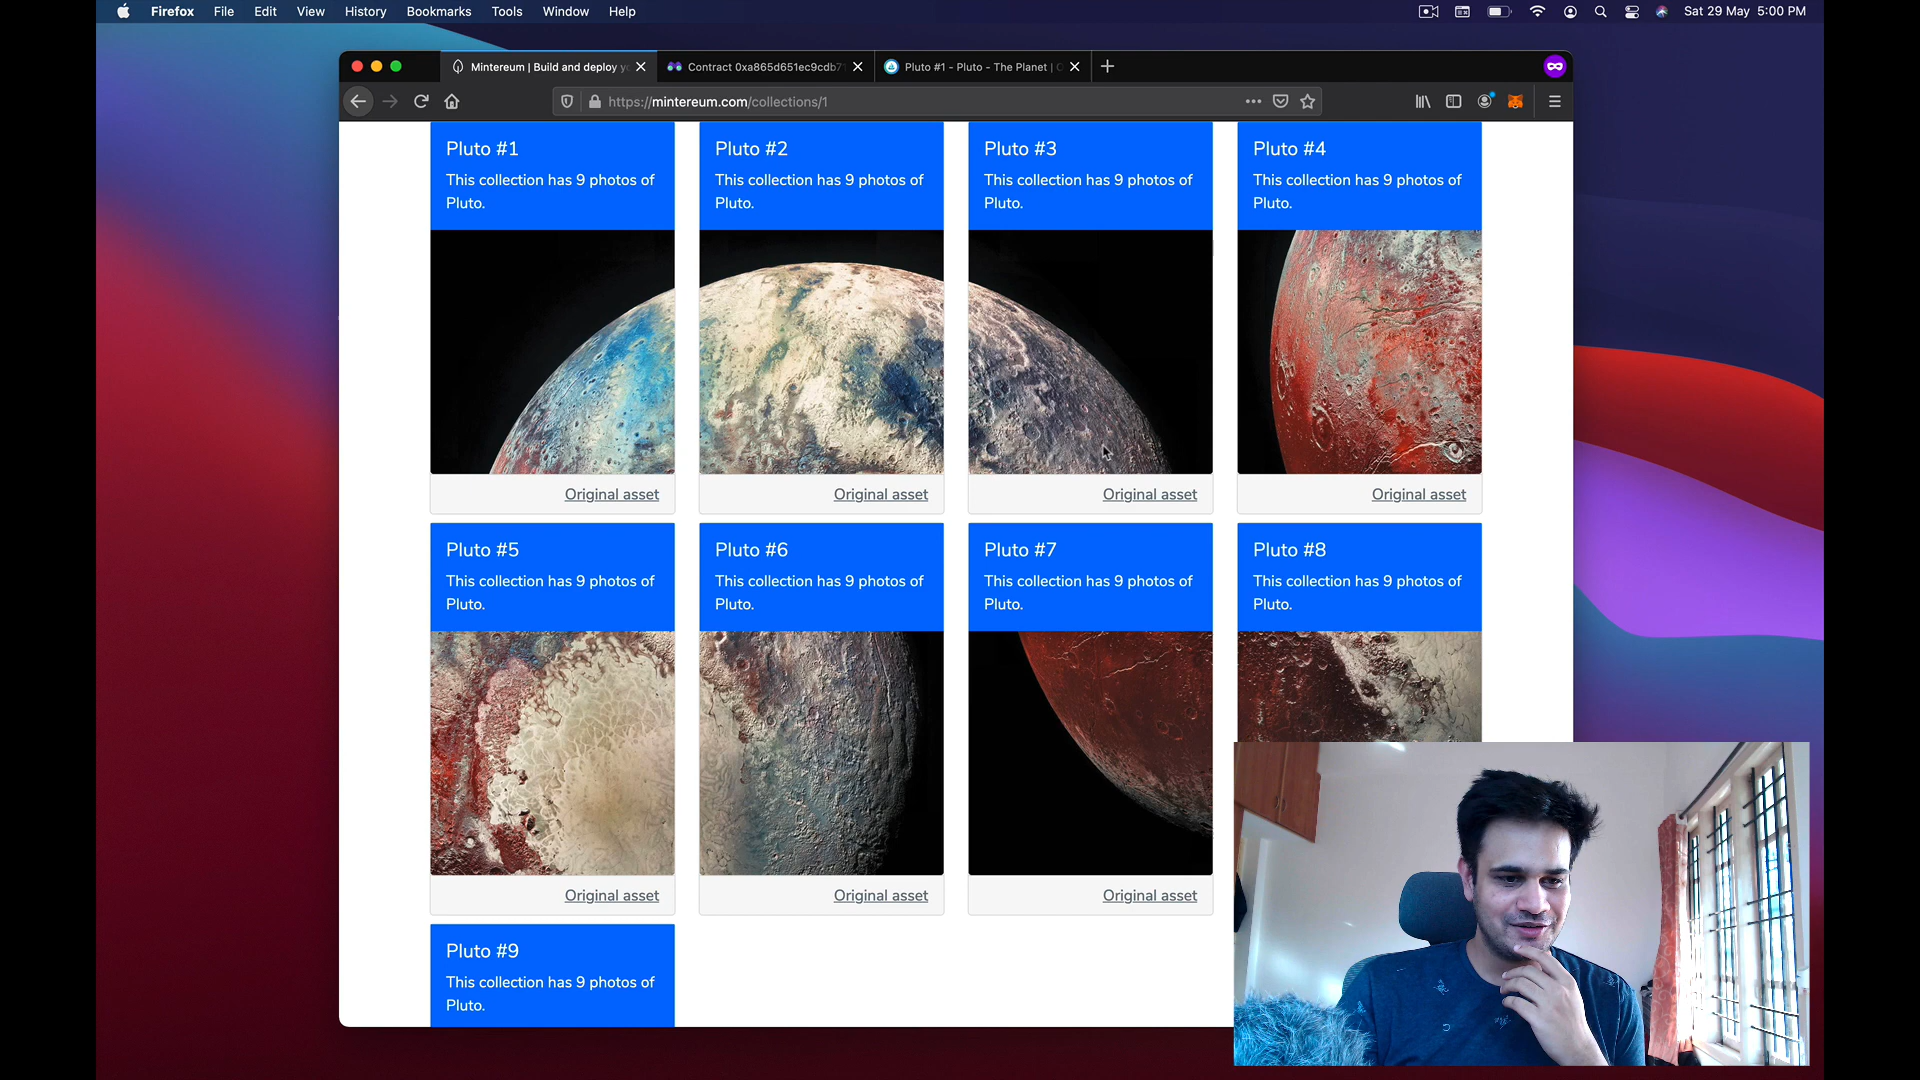 Firefox File Edit View History Bookmarks Tools Window Help
Sat 29 May 5:00 PM
Mintereum | Build and deploy
Contract 0xa865d651ec9cdb7
Pluto #1 - Pluto - The Planet |
https://mintereum.com/collections/1
Pluto #1
This collection has 9 photos of
Pluto.
Original asset
Pluto #2
This collection has 9 photos of
Pluto.
Original asset
Pluto #3
This collection has 9 photos of
Pluto.
Original asset
Pluto #4
This collection has 9 photos of
Pluto.
Original asset
Pluto #5
This collection has 9 photos of
Pluto.
Original asset
Pluto #6
This collection has 9 photos of
Pluto.
Original asset
Pluto #7
This collection has 9 photos of
Pluto.
Original asset
Pluto #8
This collection has 9 photos of
Pluto.
Pluto #9
This collection has 9 photos of
Pluto.